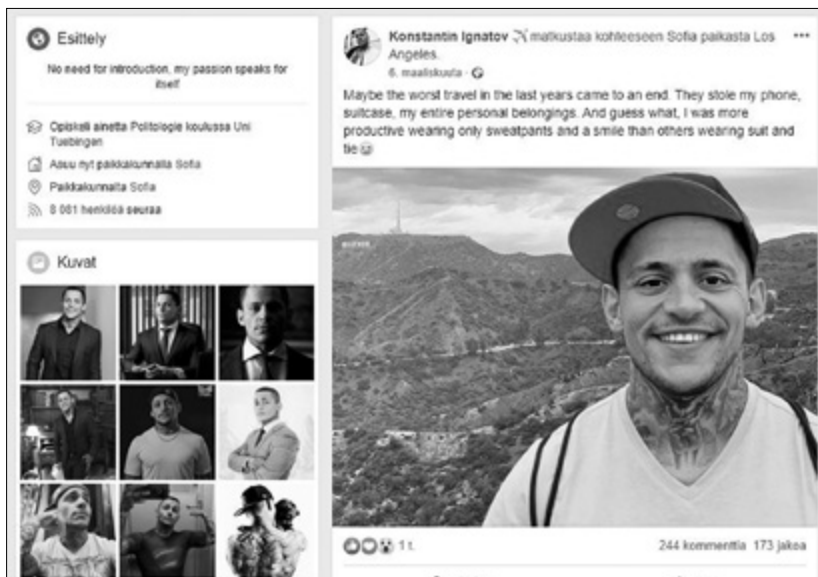 Esittely
No need for introduction, my passion speaks for
itself
Opiskeli ainetta Politologie koulussa Uni
Tuebingen
Asuu nyt paikkakunnalla Sofia
Paikkakunnalta Sofia
8 081 henkilöä seuraa
Kuvat
Konstantin Ignatov matkustaa kohteeseen Sofia paikasta Los
Angeles.
6. maaliskuuta ·
Maybe the worst travel in the last years came to an end. They stole my phone,
suitcase, my entire personal belongings. And guess what, I was more
productive wearing only sweatpants and a smile than others wearing suit and
tie
1 t.
244 kommenttia 173 jakoa